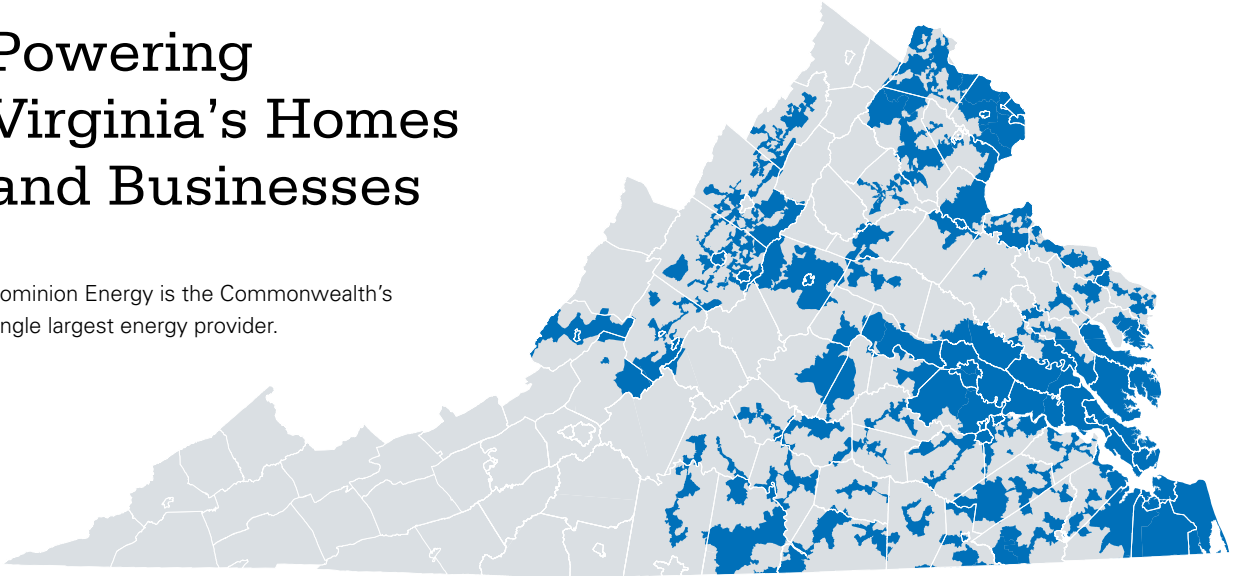 Powering
Virginia’s Homes
and Businesses
ominion Energy is the Commonwealth’s
ngle largest energy provider.